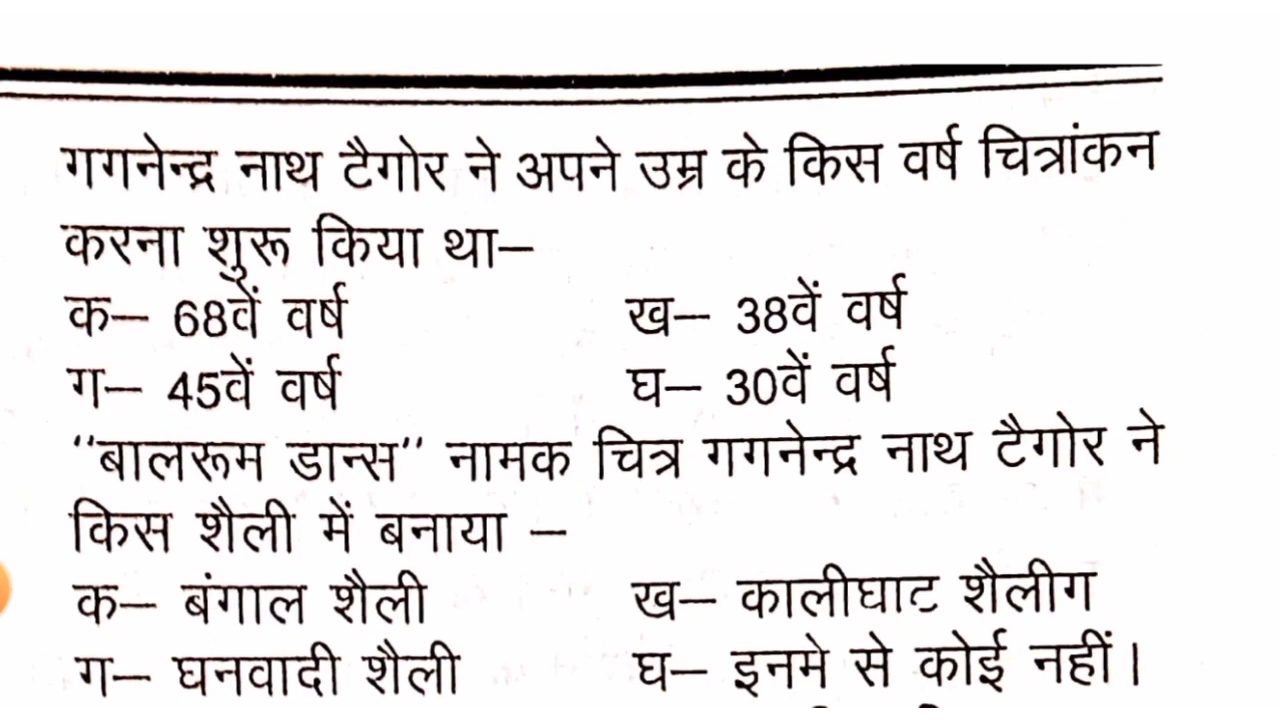 गगनेन्द्र नाथ टैगोर ने अपने उम्र के किस वर्ष चित्रांकन
करना शुरू किया था–
क– 68वें वर्ष ख– 38वें वर्ष
ग– 45वें वर्ष घ– 30वें वर्ष
“बालरूम डान्स” नामक चित्र गगनेन्द्र नाथ टैगोर ने
किस शैली में बनाया –
क– बंगाल शैली ख– कालीघाट शैलीग
ग– घनवादी शैली घ– इनमे से कोई नहीं।